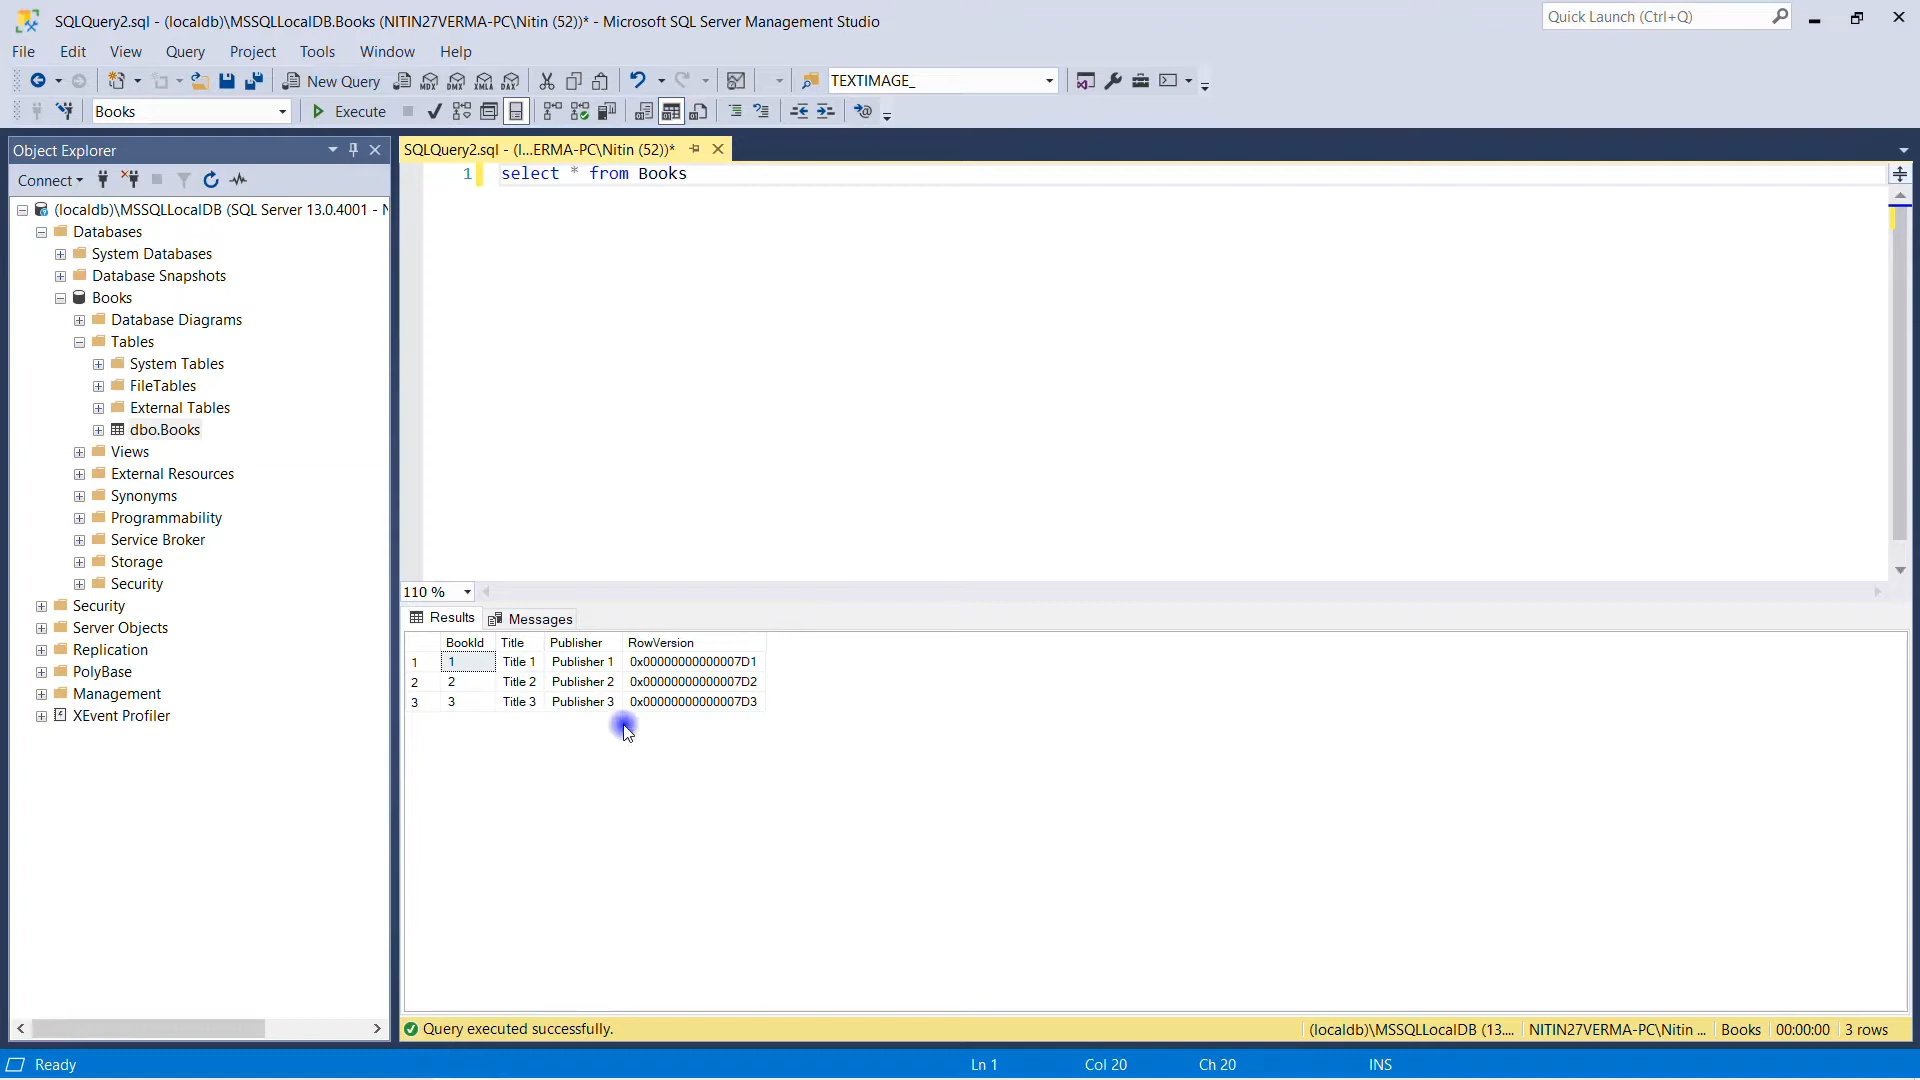 SQLQuery2.sql - (localdb)\MSSQLLocalDB.Books (NITIN27VERMA-PC\Nitin (52))* - Microsoft SQL Server Management Studio
Quick Launch (Ctrl+Q)
File Edit View Query Project Tools Window Help
New Query MDX DMX XMLA DAX TEXTIMAGE_
Books Execute
Object Explorer
SQLQuery2.sql - (l...ERMA-PC\Nitin (52))*
Connect
1 select * from Books
(localdb)\MSSQLLocalDB (SQL Server 13.0.4001 - N
Databases
System Databases
Database Snapshots
Books
Database Diagrams
Tables
System Tables
FileTables
External Tables
dbo.Books
Views
External Resources
Synonyms
Programmability
Service Broker
Storage
Security
Security
Server Objects
Replication
PolyBase
Management
XEvent Profiler
110 %
Results Messages
BookId Title Publisher RowVersion
1 1 Title 1 Publisher 1 0x00000000000007D1
2 2 Title 2 Publisher 2 0x00000000000007D2
3 3 Title 3 Publisher 3 0x00000000000007D3
Query executed successfully. (localdb)\MSSQLLocalDB (13.... NITIN27VERMA-PC\Nitin ... Books 00:00:00 3 rows
Ready Ln 1 Col 20 Ch 20 INS